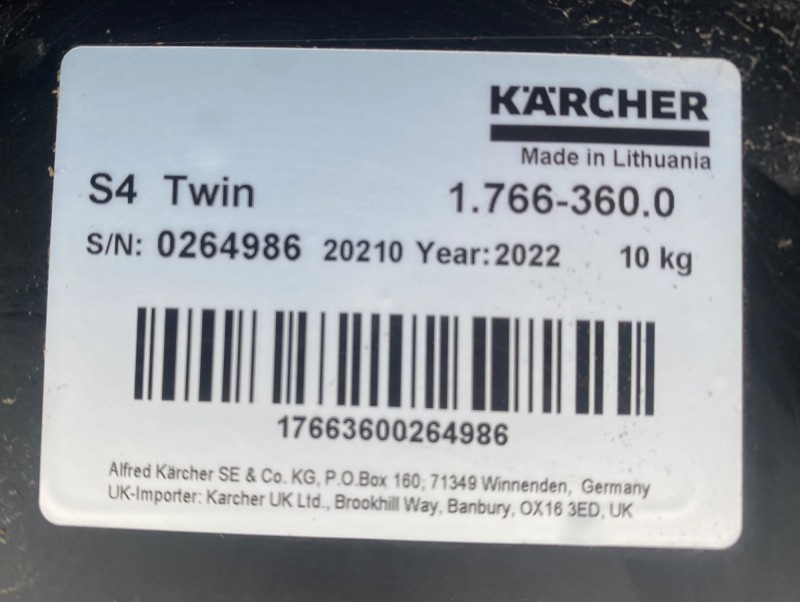 KÄRCHER
Made in Lithuania
S4 Twin 1.766-360.0
S/N: 0264986 20210 Year: 2022 10 kg
17663600264986
Alfred Kärcher SE & Co. KG, P.O.Box 160; 71349 Winnenden, Germany
UK-Importer: Karcher UK Ltd., Brookhill Way, Banbury, OX16 3ED, UK